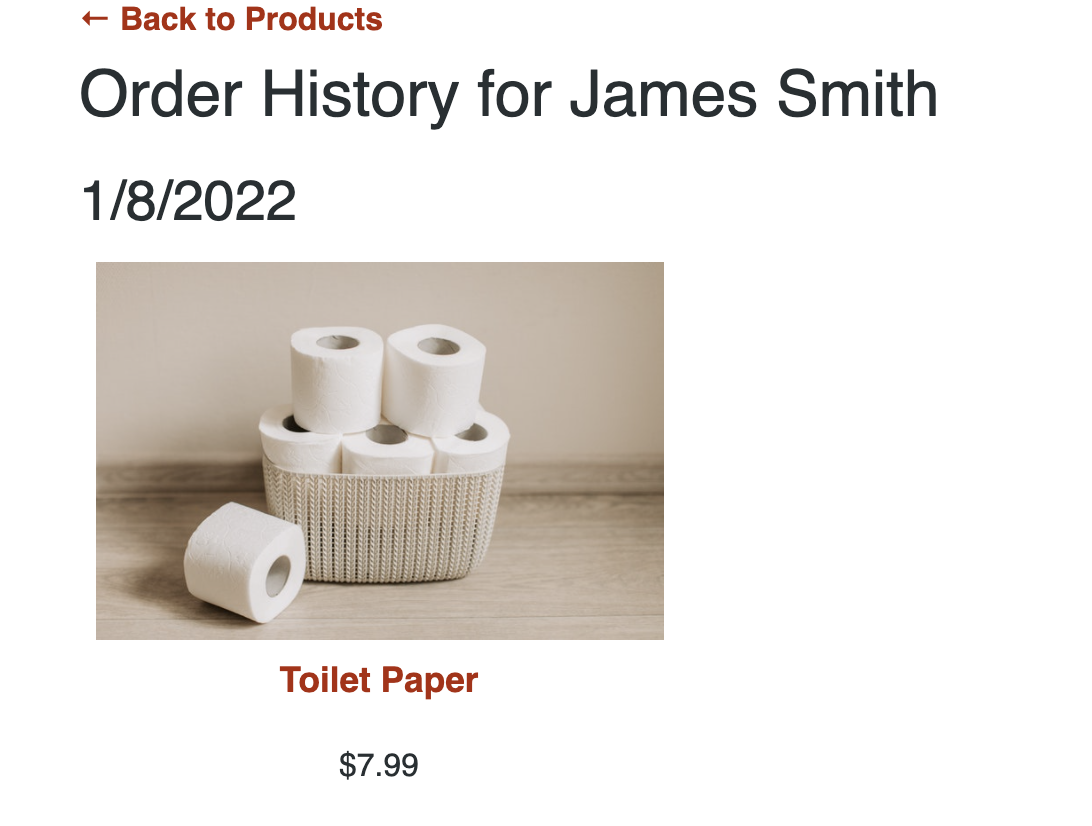 ← Back to Products
Order History for James Smith
1/8/2022
Toilet Paper
$7.99